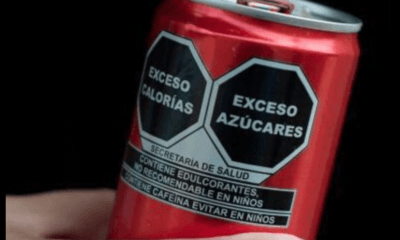 EXCESO
CALORÍAS
EXCESO
AZÚCARES
SECRETARÍA DE SALUD
CONTIENE EDULCORANTES,
NO RECOMENDABLE EN NIÑOS
CONTIENE CAFEÍNA EVITAR EN NIÑOS